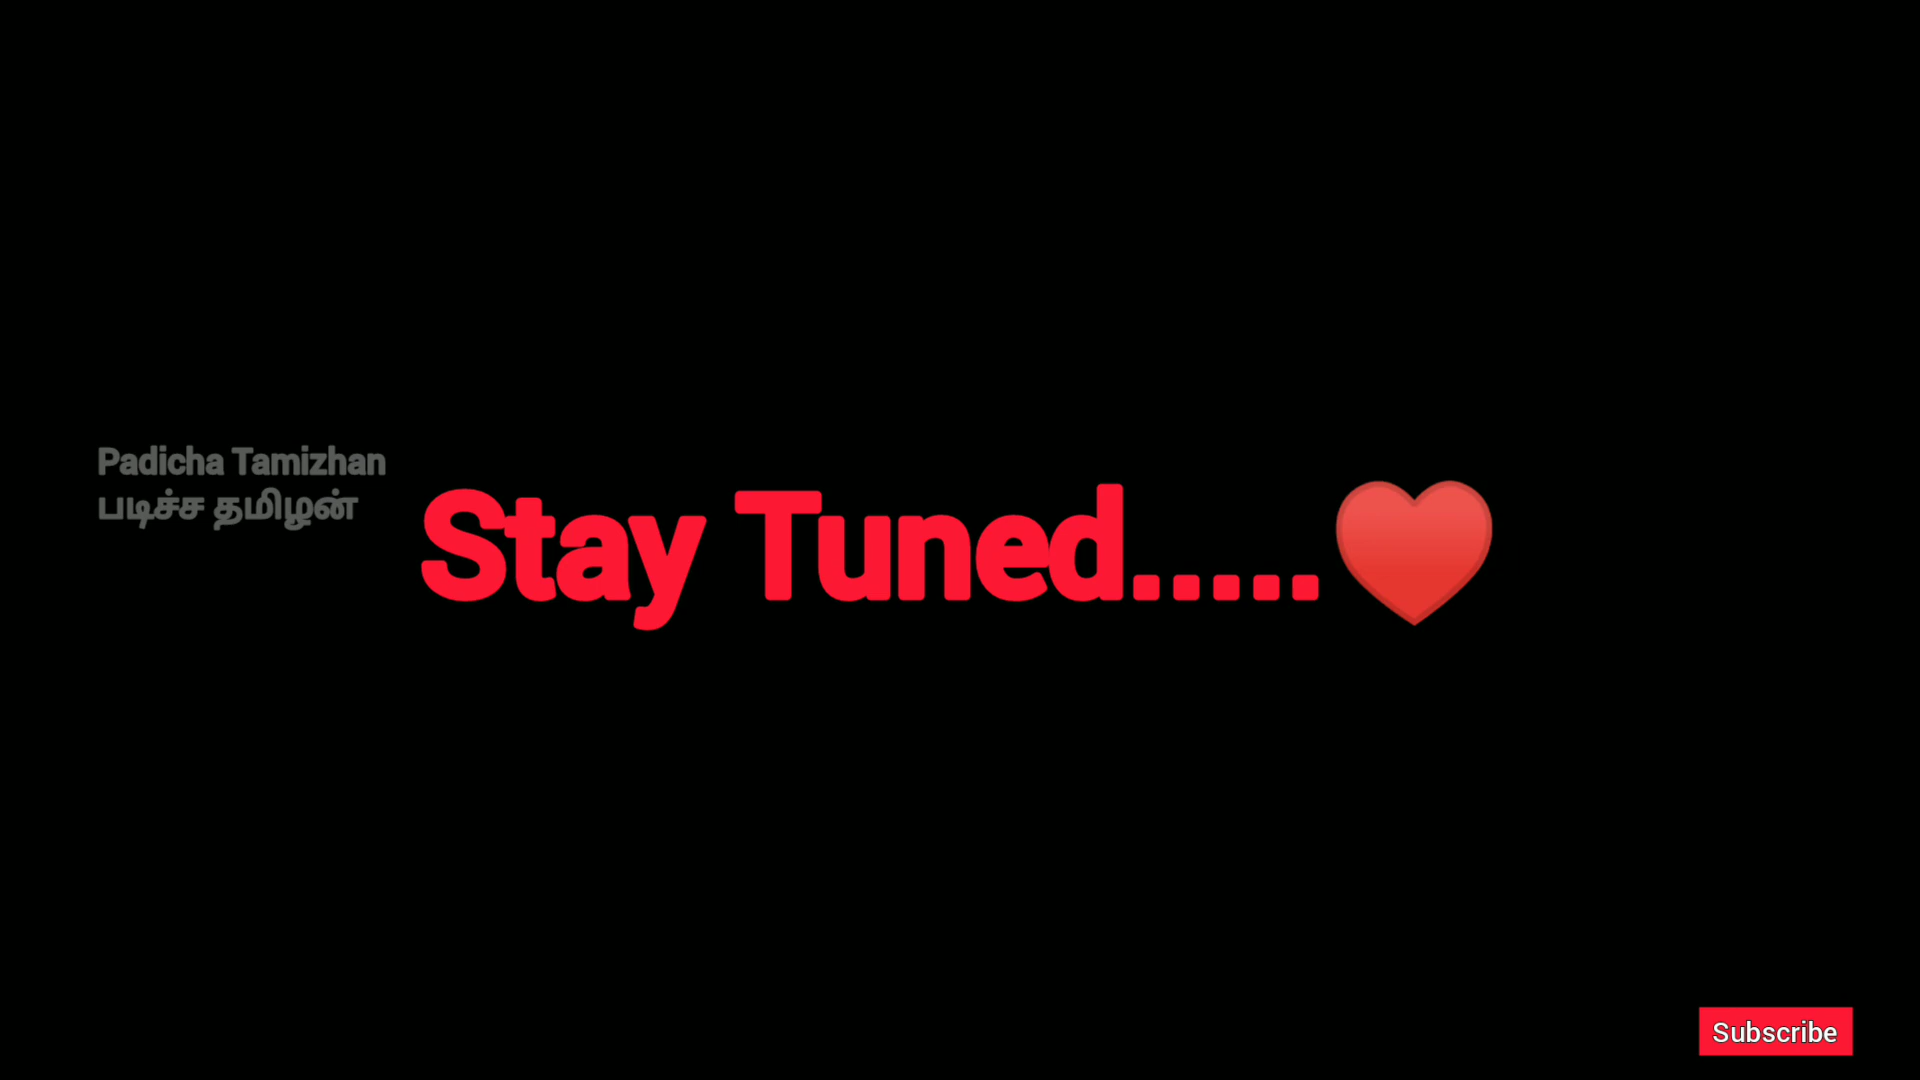 Padicha Tamizhan
படிச்ச தமிழன்
Stay Tuned.....❤️
Subscribe